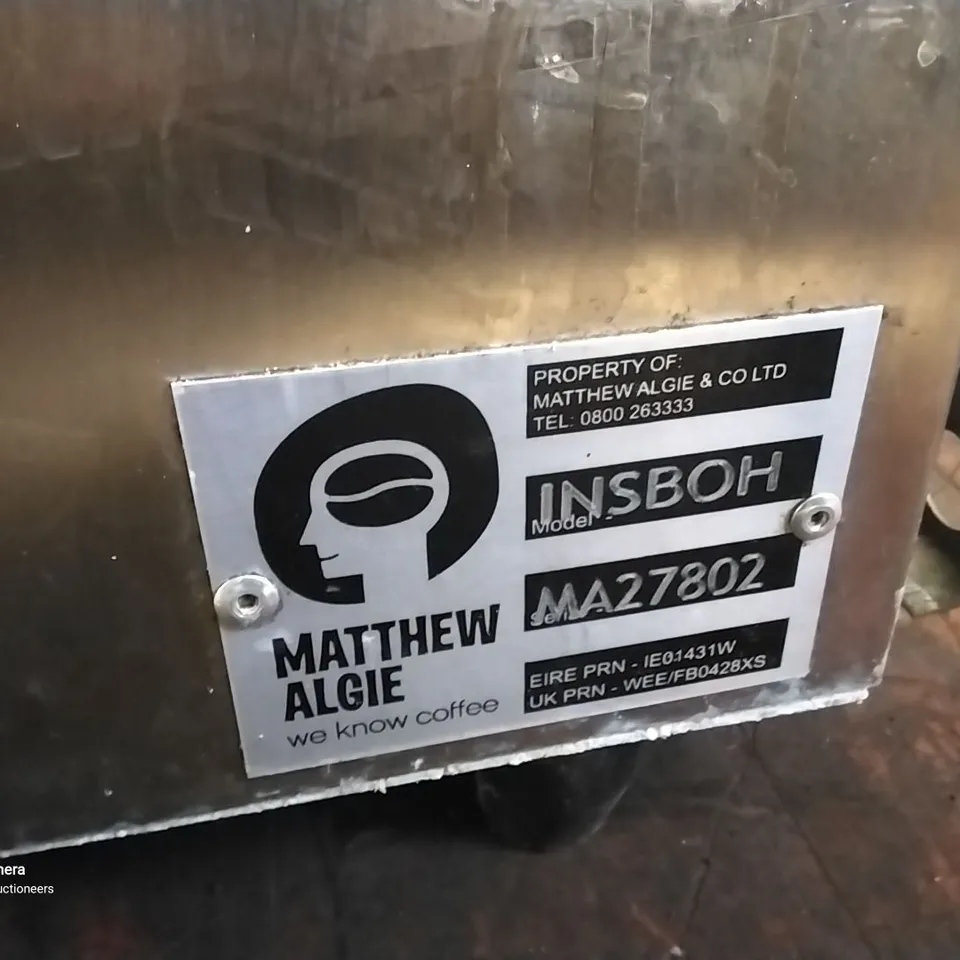 PROPERTY OF:
MATTHEW ALGIE & CO LTD
TEL: 0800 263333
INSBOH
Model -
MA27802
EIRE PRN - IE01431W
UK PRN - WEE/FB0428XS
MATTHEW
ALGIE
we know coffee